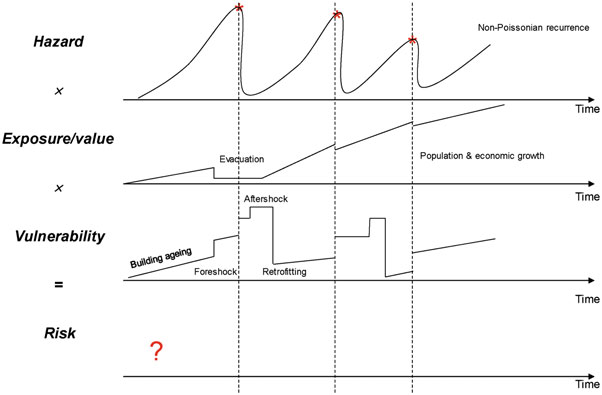 Hazard
Non-Poissonian recurrence
×
Time
Exposure/value
Evacuation
Population & economic growth
×
Time
Aftershock
Vulnerability
Building ageing
Foreshock
Retrofitting
=
Time
Risk
?
Time